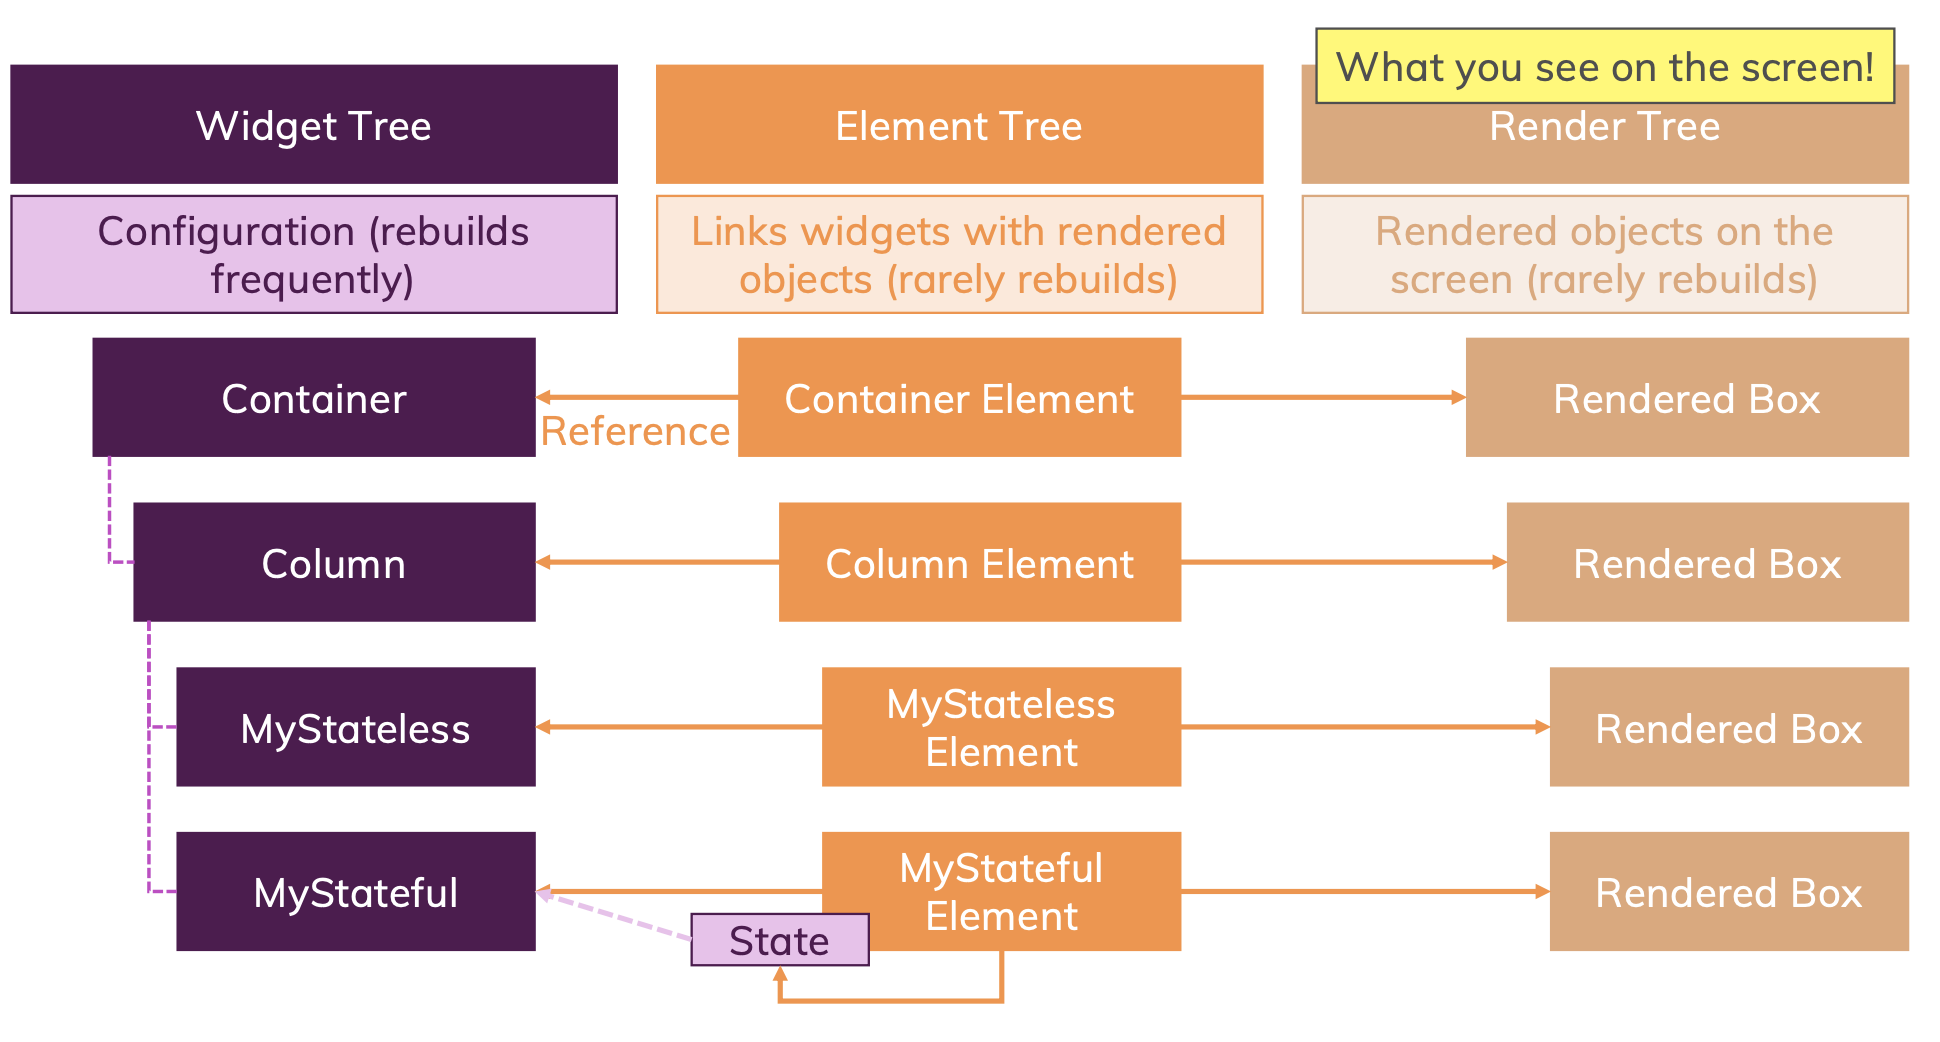 What you see on the screen!
Widget Tree
Element Tree
Render Tree
Configuration (rebuilds
frequently)
Links widgets with rendered
objects (rarely rebuilds)
Rendered objects on the
screen (rarely rebuilds)
Container
Reference
Container Element
Rendered Box
Column
Column Element
Rendered Box
MyStateless
MyStateless
Element
Rendered Box
MyStateful
MyStateful
Element
State
Rendered Box